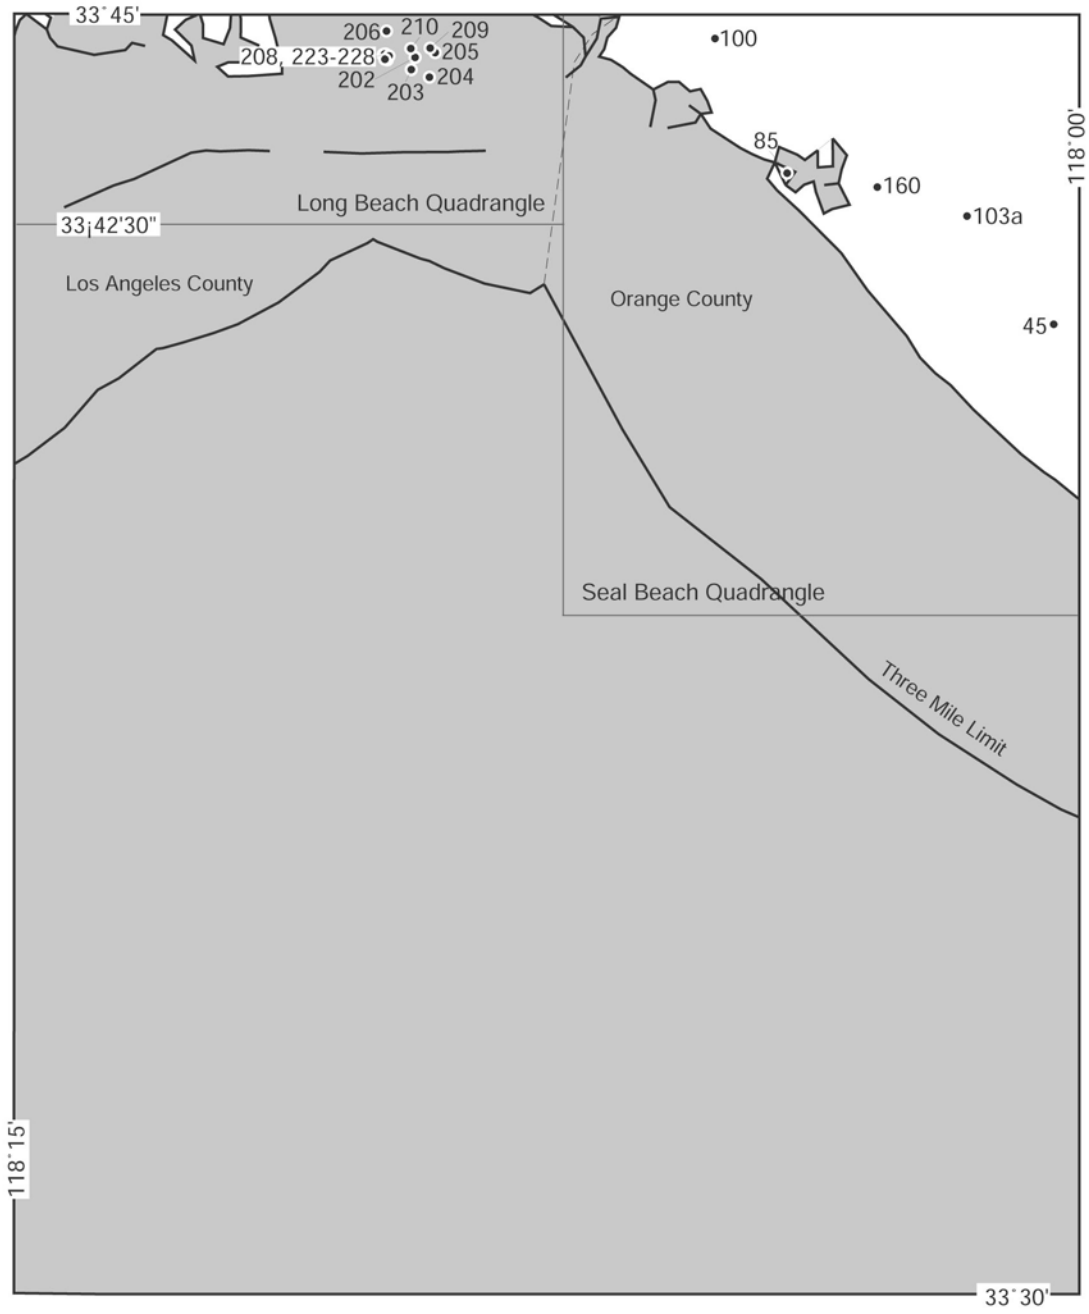 33°45'
206
210
209
100
208, 223-228
205
202
204
203
118°00'
85
160
Long Beach Quadrangle
103a
33¡42'30"
Los Angeles County
Orange County
45
Seal Beach Quadrangle
Three Mile Limit
118°15'
33°30'